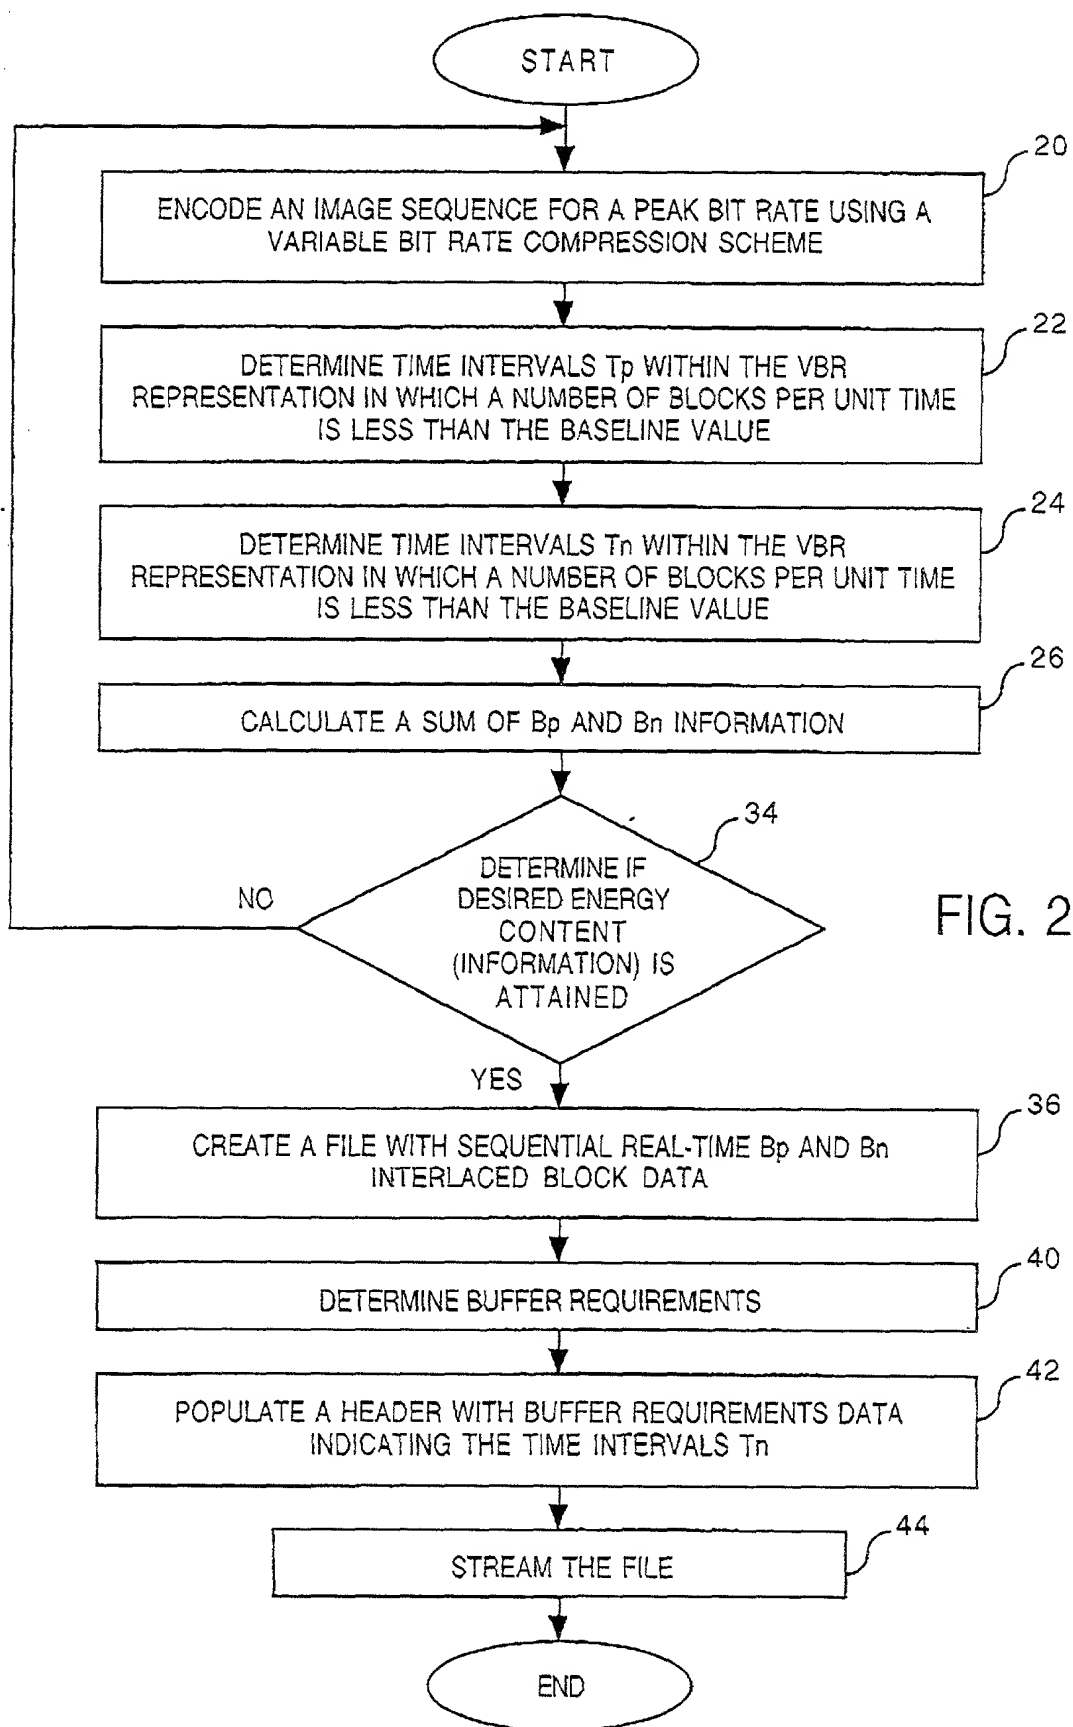 START
20
ENCODE AN IMAGE SEQUENCE FOR A PEAK BIT RATE USING A
VARIABLE BIT RATE COMPRESSION SCHEME
22
DETERMINE TIME INTERVALS Tp WITHIN THE VBR
REPRESENTATION IN WHICH A NUMBER OF BLOCKS PER UNIT TIME
IS LESS THAN THE BASELINE VALUE
24
DETERMINE TIME INTERVALS Tn WITHIN THE VBR
REPRESENTATION IN WHICH A NUMBER OF BLOCKS PER UNIT TIME
IS LESS THAN THE BASELINE VALUE
26
CALCULATE A SUM OF Bp AND Bn INFORMATION
34
DETERMINE IF
DESIRED ENERGY
CONTENT
(INFORMATION) IS
ATTAINED
NO
FIG. 2
YES
36
CREATE A FILE WITH SEQUENTIAL REAL-TIME Bp AND Bn
INTERLACED BLOCK DATA
40
DETERMINE BUFFER REQUIREMENTS
42
POPULATE A HEADER WITH BUFFER REQUIREMENTS DATA
INDICATING THE TIME INTERVALS Tn
44
STREAM THE FILE
END